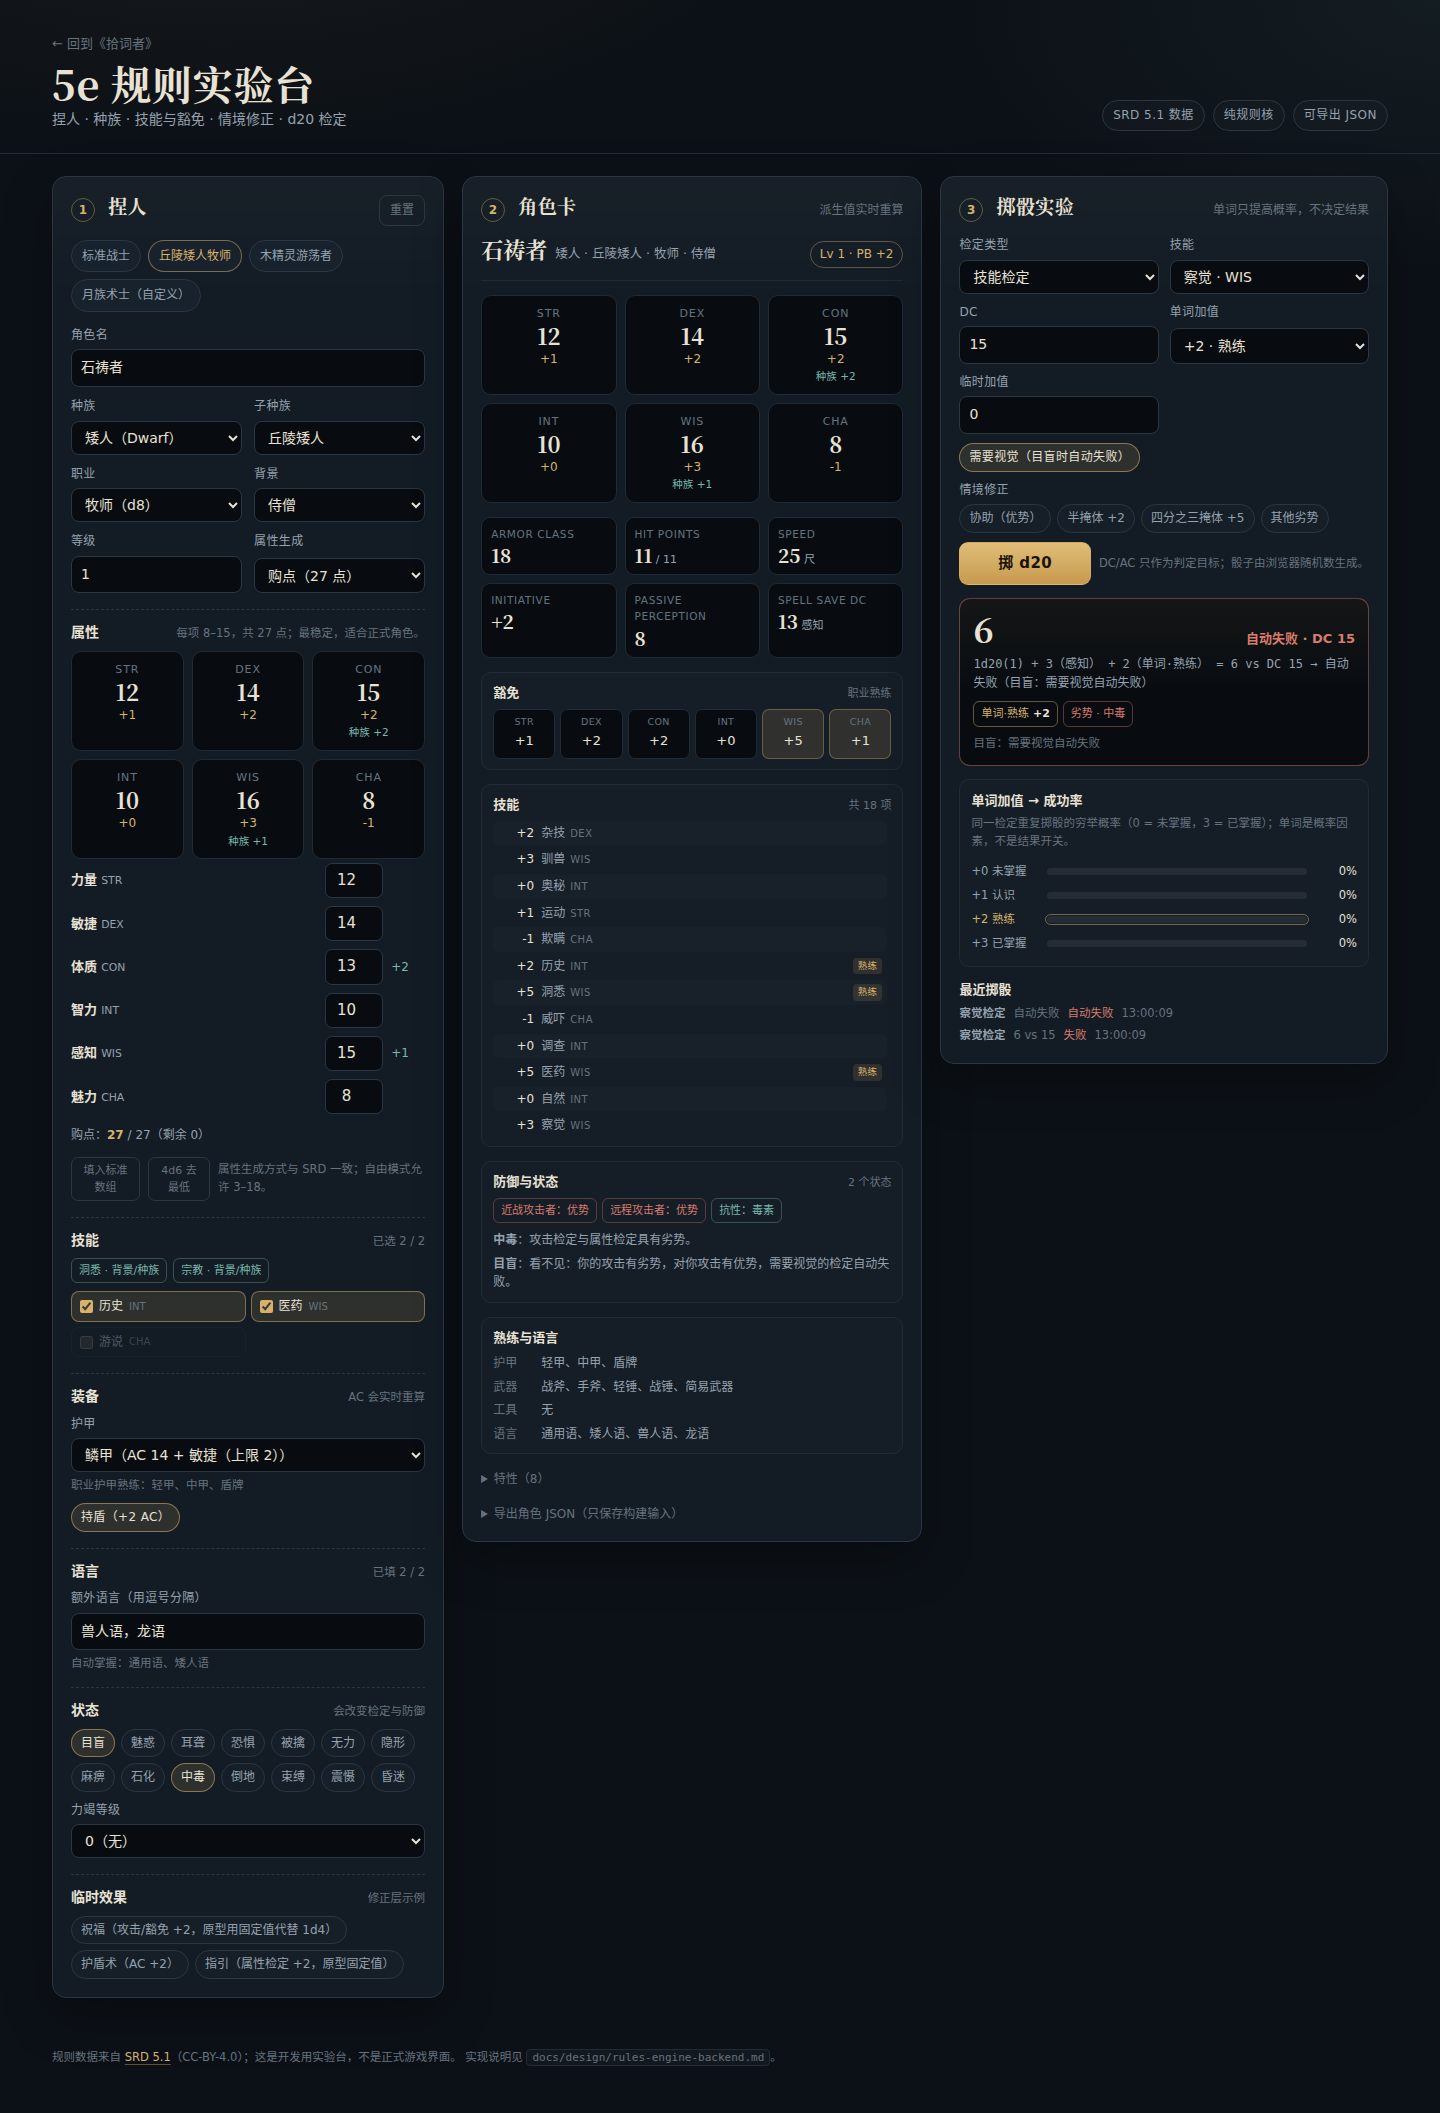 ← 回到《拾词者》
5e 规则实验台
捏人 · 种族 · 技能与豁免 · 情境修正 · d20 检定
SRD 5.1 数据
纯规则核
可导出 JSON
1 捏人
重置
标准战士
丘陵矮人牧师
木精灵游荡者
月族术士（自定义）
角色名
石祷者
种族
子种族
矮人（Dwarf）
丘陵矮人
职业
背景
牧师（d8）
侍僧
等级
属性生成
1
购点（27 点）
属性
每项 8–15，共 27 点；最稳定，适合正式角色。
STR
12
+1
DEX
14
+2
CON
15
+2
种族 +2
INT
10
+0
WIS
16
+3
种族 +1
CHA
8
-1
力量 STR 12
敏捷 DEX 14
体质 CON 13 +2
智力 INT 10
感知 WIS 15 +1
魅力 CHA 8
购点：27 / 27（剩余 0）
填入标准
数组
4d6 去
最低
属性生成方式与 SRD 一致；自由模式允
许 3–18。
技能
已选 2 / 2
洞悉 · 背景/种族
宗教 · 背景/种族
历史 INT
医药 WIS
游说 CHA
装备
AC 会实时重算
护甲
鳞甲（AC 14 + 敏捷（上限 2））
职业护甲熟练：轻甲、中甲、盾牌
持盾（+2 AC）
语言
已填 2 / 2
额外语言（用逗号分隔）
兽人语，龙语
自动掌握：通用语、矮人语
状态
会改变检定与防御
目盲 魅惑 耳聋 恐惧 被擒 无力 隐形
麻痹 石化 中毒 倒地 束缚 震慑 昏迷
力竭等级
0（无）
临时效果
修正层示例
祝福（攻击/豁免 +2，原型用固定值代替 1d4）
护盾术（AC +2）
指引（属性检定 +2，原型固定值）
2 角色卡
派生值实时重算
石祷者 矮人 · 丘陵矮人 · 牧师 · 侍僧
Lv 1 · PB +2
STR
12
+1
DEX
14
+2
CON
15
+2
种族 +2
INT
10
+0
WIS
16
+3
种族 +1
CHA
8
-1
ARMOR CLASS
18
HIT POINTS
11 / 11
SPEED
25 尺
INITIATIVE
+2
PASSIVE
PERCEPTION
8
SPELL SAVE DC
13 感知
豁免
职业熟练
STR
+1
DEX
+2
CON
+2
INT
+0
WIS
+5
CHA
+1
技能
共 18 项
+2 杂技 DEX
+3 驯兽 WIS
+0 奥秘 INT
+1 运动 STR
-1 欺瞒 CHA
+2 历史 INT 熟练
+5 洞悉 WIS 熟练
-1 威吓 CHA
+0 调查 INT
+5 医药 WIS 熟练
+0 自然 INT
+3 察觉 WIS
防御与状态
2 个状态
近战攻击者：优势
远程攻击者：优势
抗性：毒素
中毒：攻击检定与属性检定具有劣势。
目盲：看不见：你的攻击有劣势，对你攻击有优势，需要视觉的检定自动失
败。
熟练与语言
护甲 轻甲、中甲、盾牌
武器 战斧、手斧、轻锤、战锤、简易武器
工具 无
语言 通用语、矮人语、兽人语、龙语
▶ 特性（8）
▶ 导出角色 JSON（只保存构建输入）
3 掷骰实验
单词只提高概率，不决定结果
检定类型
技能
技能检定
察觉 · WIS
DC
单词加值
15
+2 · 熟练
临时加值
0
需要视觉（目盲时自动失败）
情境修正
协助（优势）
半掩体 +2
四分之三掩体 +5
其他劣势
掷 d20
DC/AC 只作为判定目标；骰子由浏览器随机数生成。
6
自动失败 · DC 15
1d20(1) + 3（感知） + 2（单词·熟练） = 6 vs DC 15 → 自动
失败（目盲：需要视觉自动失败）
单词·熟练 +2
劣势 · 中毒
目盲：需要视觉自动失败
单词加值 → 成功率
同一检定重复掷骰的穷举概率（0 = 未掌握，3 = 已掌握）；单词是概率因
素，不是结果开关。
+0 未掌握 0%
+1 认识 0%
+2 熟练 0%
+3 已掌握 0%
最近掷骰
察觉检定 自动失败 自动失败 13:00:09
察觉检定 6 vs 15 失败 13:00:09
规则数据来自 SRD 5.1（CC-BY-4.0）；这是开发用实验台，不是正式游戏界面。 实现说明见 docs/design/rules-engine-backend.md。